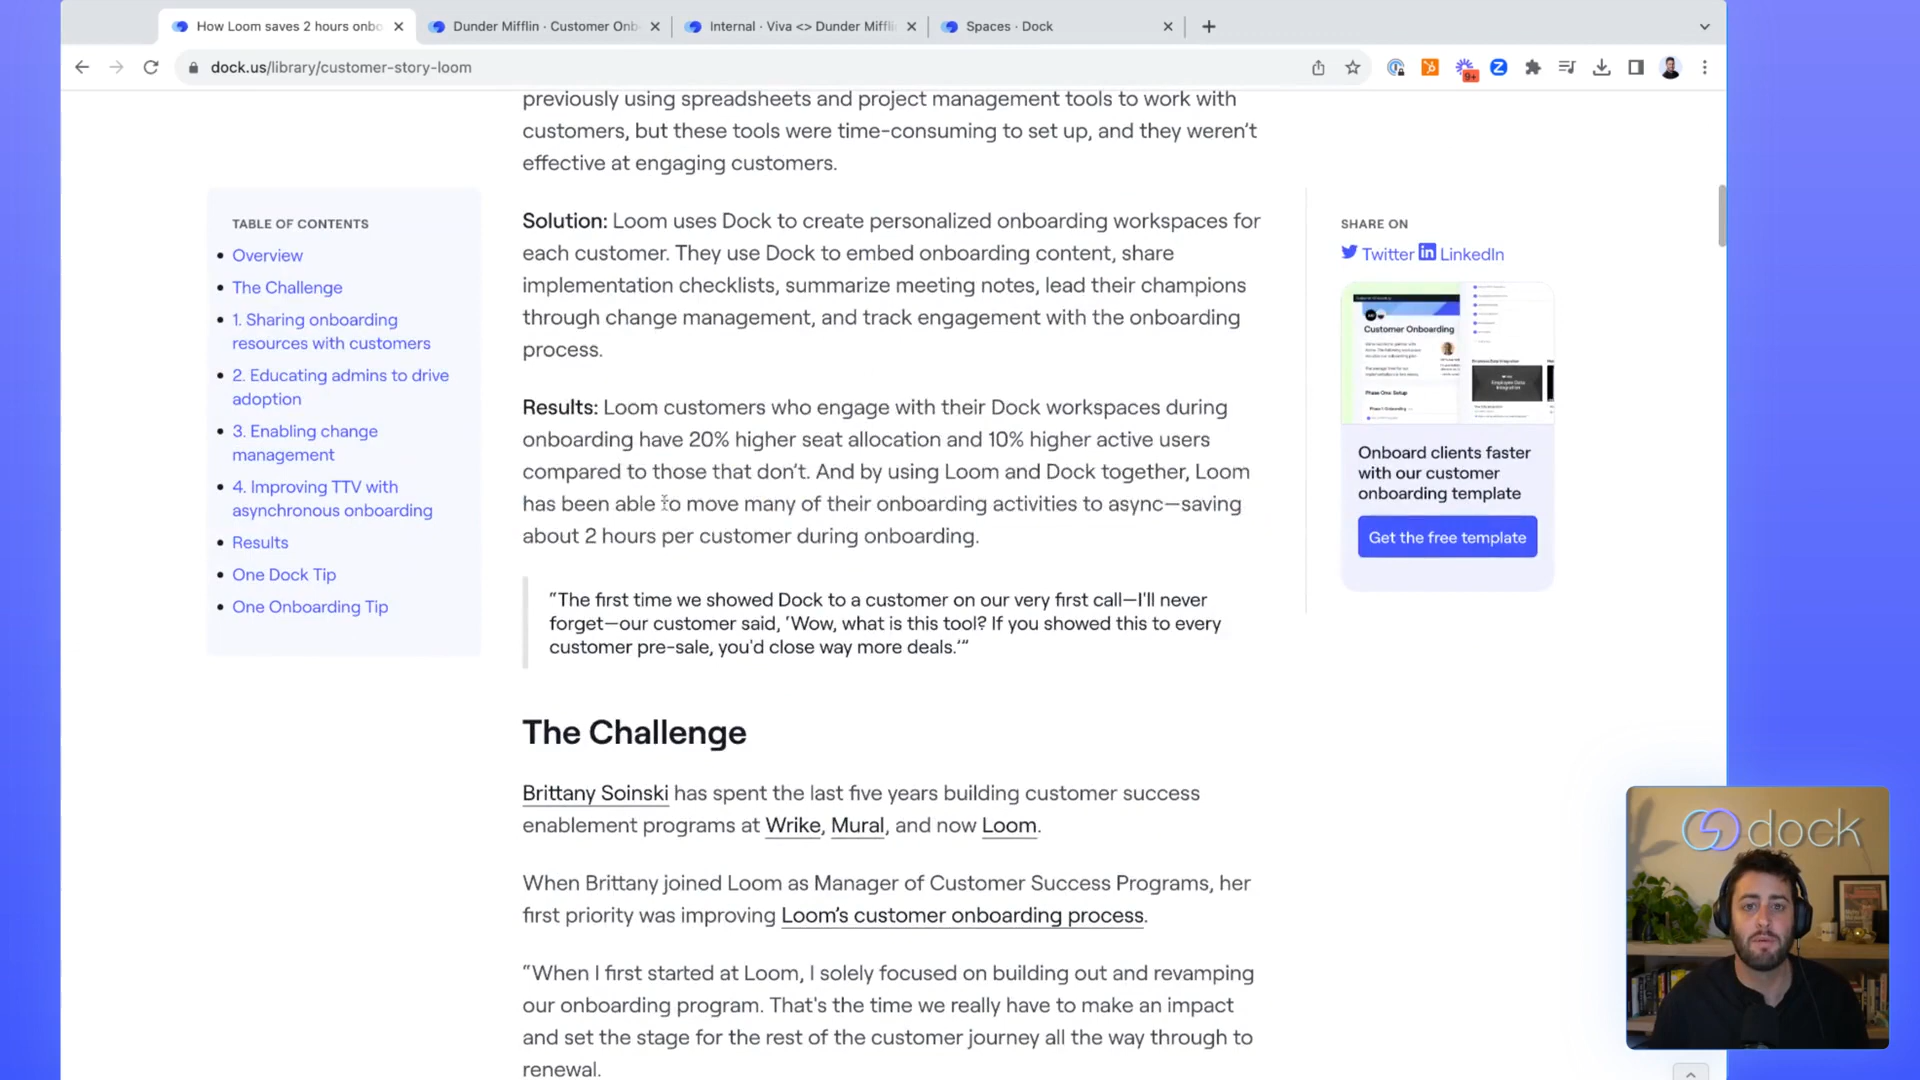 How Loom saves 2 hours onbo
Dunder Mifflin · Customer Onb
Internal · Viva <> Dunder Miffli
Spaces · Dock
dock.us/library/customer-story-loom
9+
previously using spreadsheets and project management tools to work with
customers, but these tools were time-consuming to set up, and they weren’t
effective at engaging customers.
TABLE OF CONTENTS
Overview
The Challenge
1. Sharing onboarding
resources with customers
2. Educating admins to drive
adoption
3. Enabling change
management
4. Improving TTV with
asynchronous onboarding
Results
One Dock Tip
One Onboarding Tip
Solution: Loom uses Dock to create personalized onboarding workspaces for
each customer. They use Dock to embed onboarding content, share
implementation checklists, summarize meeting notes, lead their champions
through change management, and track engagement with the onboarding
process.
Results: Loom customers who engage with their Dock workspaces during
onboarding have 20% higher seat allocation and 10% higher active users
compared to those that don’t. And by using Loom and Dock together, Loom
has been able to move many of their onboarding activities to async—saving
about 2 hours per customer during onboarding.
“The first time we showed Dock to a customer on our very first call—I'll never
forget—our customer said, ‘Wow, what is this tool? If you showed this to every
customer pre-sale, you'd close way more deals.’”
The Challenge
Brittany Soinski has spent the last five years building customer success
enablement programs at Wrike, Mural, and now Loom.
When Brittany joined Loom as Manager of Customer Success Programs, her
first priority was improving Loom’s customer onboarding process.
“When I first started at Loom, I solely focused on building out and revamping
our onboarding program. That's the time we really have to make an impact
and set the stage for the rest of the customer journey all the way through to
renewal.
SHARE ON
Twitter LinkedIn
Customer Onboarding
Phase One: Setup
Onboard clients faster
with our customer
onboarding template
Get the free template
dock